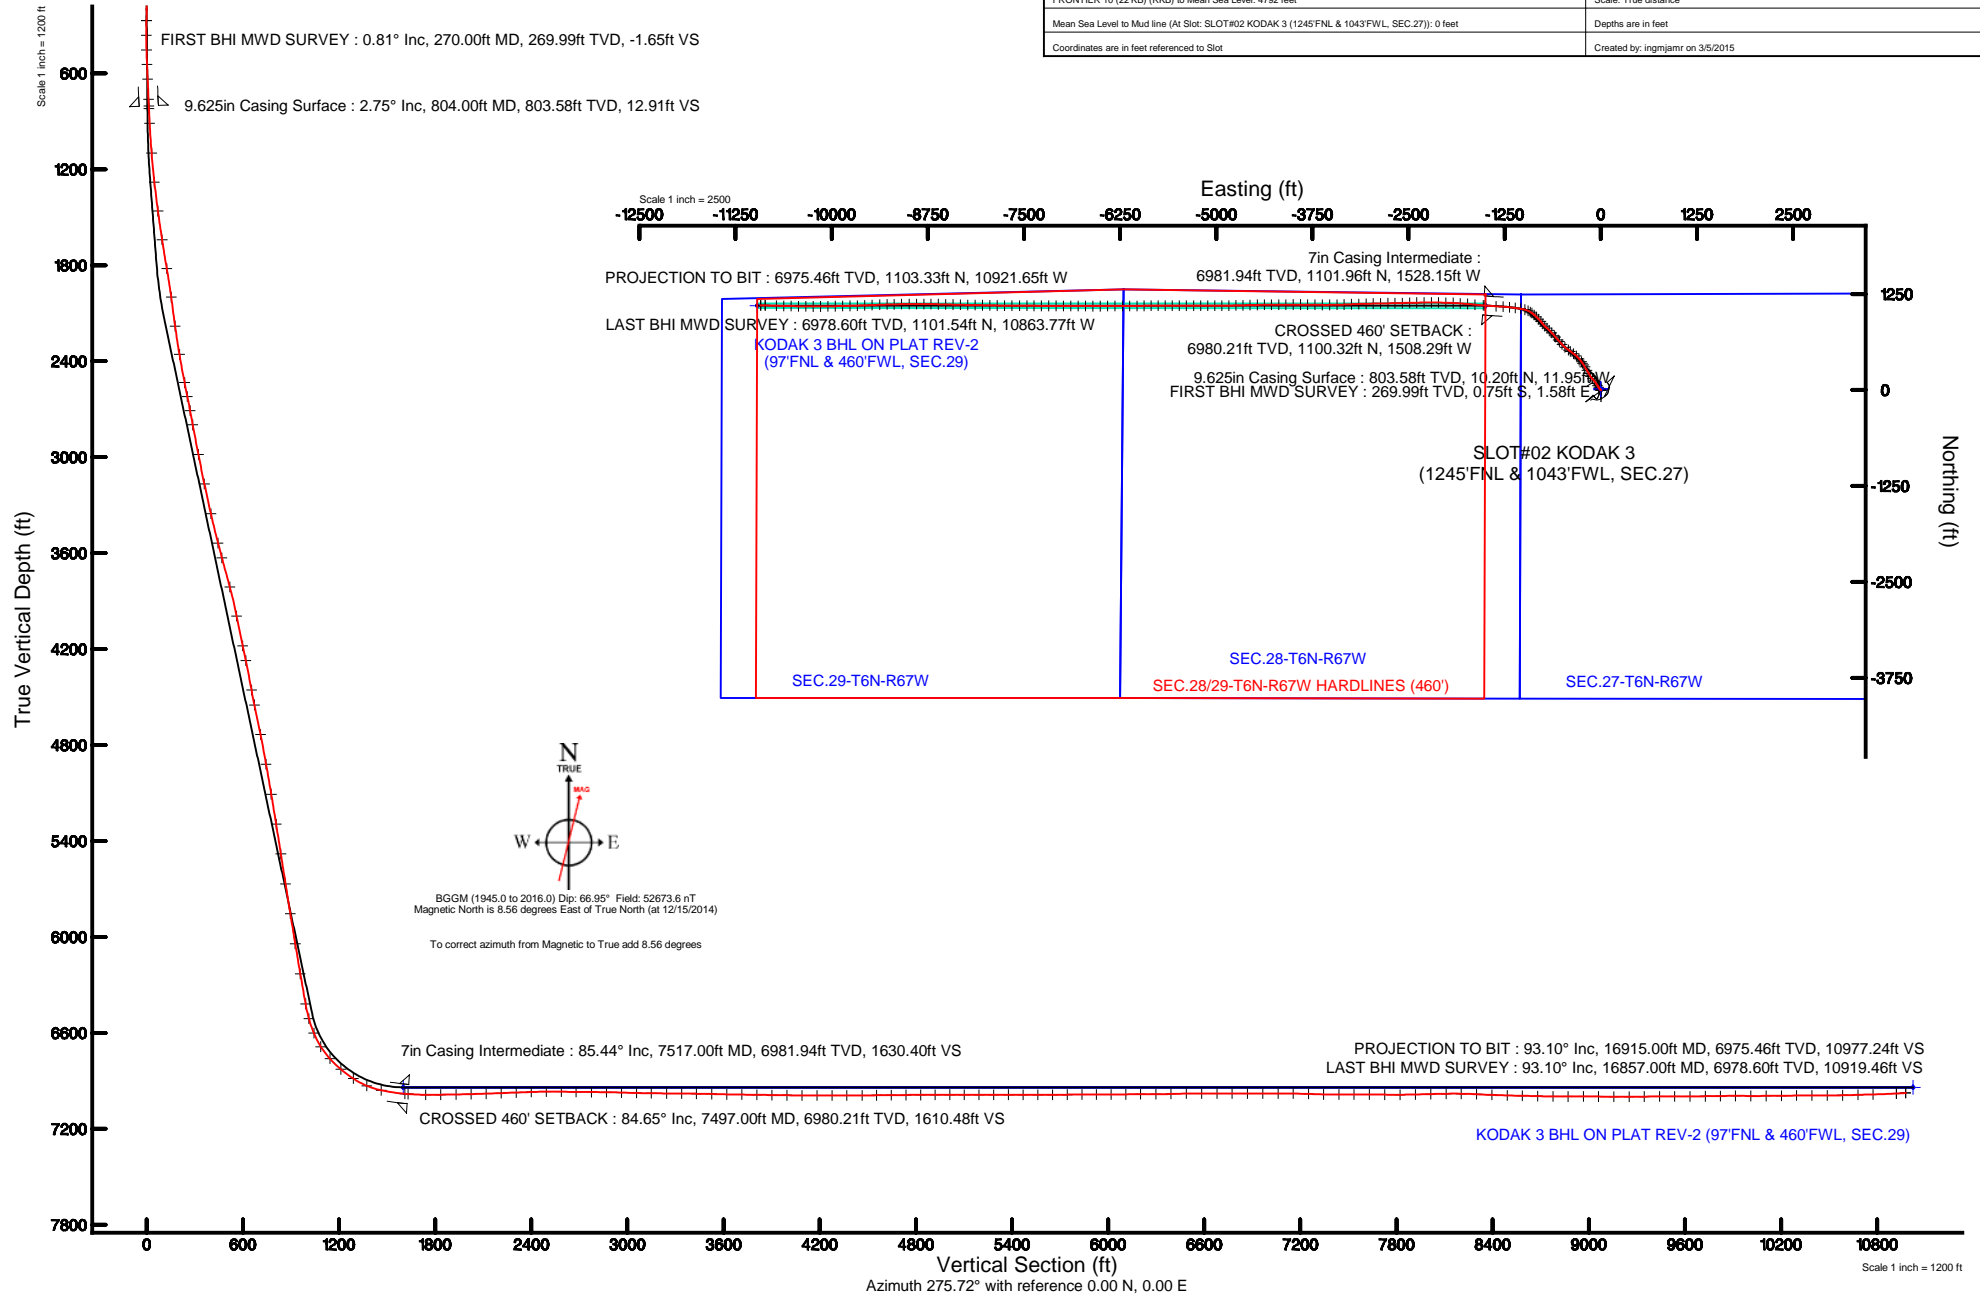 FRONTIER 10 (22'KB) (RKB) to Mean Sea Level: 4792 feet
Scale: True distance
Mean Sea Level to Mud line (At Slot: SLOT#02 KODAK 3 (1245'FNL & 1043'FWL, SEC.27)): 0 feet
Depths are in feet
Coordinates are in feet referenced to Slot
Created by: ingmjamr on 3/5/2015
Scale 1 inch = 1200 ft
FIRST BHI MWD SURVEY : 0.81° Inc, 270.00ft MD, 269.99ft TVD, -1.65ft VS
9.625in Casing Surface : 2.75° Inc, 804.00ft MD, 803.58ft TVD, 12.91ft VS
600
1200
1800
2400
3000
3600
4200
4800
5400
6000
6600
7200
7800
True Vertical Depth (ft)
Easting (ft)
Scale 1 inch = 2500
-12500 -11250 -10000 -8750 -7500 -6250 -5000 -3750 -2500 -1250 0 1250 2500
7in Casing Intermediate :
6981.94ft TVD, 1101.96ft N, 1528.15ft W
PROJECTION TO BIT : 6975.46ft TVD, 1103.33ft N, 10921.65ft W
LAST BHI MWD SURVEY : 6978.60ft TVD, 1101.54ft N, 10863.77ft W
KODAK 3 BHL ON PLAT REV-2
(97'FNL & 460'FWL, SEC.29)
CROSSED 460' SETBACK :
6980.21ft TVD, 1100.32ft N, 1508.29ft W
9.625in Casing Surface : 803.58ft TVD, 10.20ft N, 11.95ft W
FIRST BHI MWD SURVEY : 269.99ft TVD, 0.75ft S, 1.58ft E
SLOT#02 KODAK 3
(1245'FNL & 1043'FWL, SEC.27)
1250
0
-1250
-2500
-3750
Northing (ft)
SEC.29-T6N-R67W
SEC.28-T6N-R67W
SEC.28/29-T6N-R67W HARDLINES (460')
SEC.27-T6N-R67W
N
TRUE
MAG
W
E
BGGM (1945.0 to 2016.0) Dip: 66.95° Field: 52673.6 nT
Magnetic North is 8.56 degrees East of True North (at 12/15/2014)
To correct azimuth from Magnetic to True add 8.56 degrees
7in Casing Intermediate : 85.44° Inc, 7517.00ft MD, 6981.94ft TVD, 1630.40ft VS
PROJECTION TO BIT : 93.10° Inc, 16915.00ft MD, 6975.46ft TVD, 10977.24ft VS
LAST BHI MWD SURVEY : 93.10° Inc, 16857.00ft MD, 6978.60ft TVD, 10919.46ft VS
CROSSED 460' SETBACK : 84.65° Inc, 7497.00ft MD, 6980.21ft TVD, 1610.48ft VS
KODAK 3 BHL ON PLAT REV-2 (97'FNL & 460'FWL, SEC.29)
0 600 1200 1800 2400 3000 3600 4200 4800 5400 6000 6600 7200 7800 8400 9000 9600 10200 10800
Vertical Section (ft)
Azimuth 275.72° with reference 0.00 N, 0.00 E
Scale 1 inch = 1200 ft